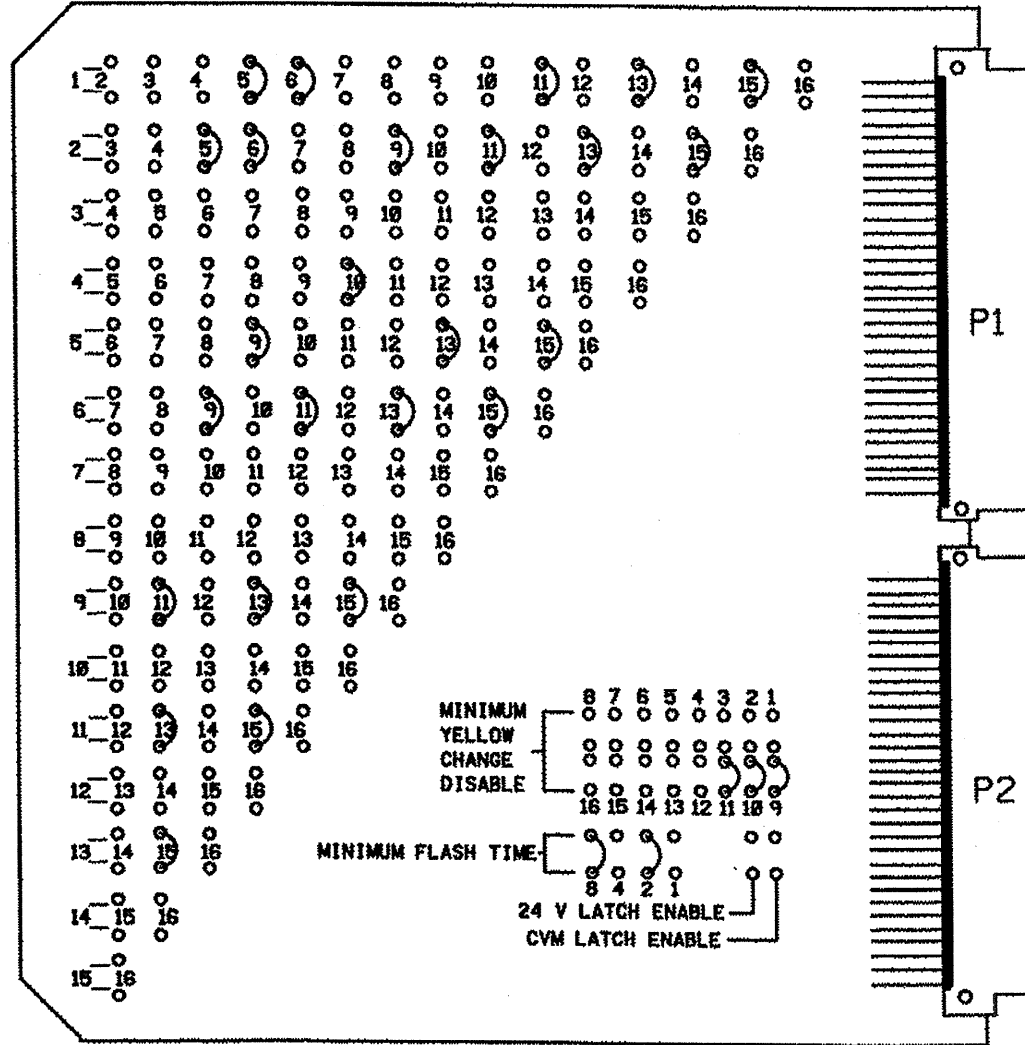 1 2 3 4 5 6 7 8 9 10 11 12 13 14 15 16
2 3 4 5 6 7 8 9 10 11 12 13 14 15 16
3 4 5 6 7 8 9 10 11 12 13 14 15 16
4 5 6 7 8 9 10 11 12 13 14 15 16
P1
5 6 7 8 9 10 11 12 13 14 15 16
6 7 8 9 10 11 12 13 14 15 16
7 8 9 10 11 12 13 14 15 16
8 9 10 11 12 13 14 15 16
9 10 11 12 13 14 15 16
10 11 12 13 14 15 16
11 12 13 14 15 16
12 13 14 15 16
13 14 15 16
14 15 16
15 16
8 7 6 5 4 3 2 1
MINIMUM
YELLOW
CHANGE
DISABLE
16 15 14 13 12 11 10 9
P2
MINIMUM FLASH TIME
8 4 2 1
24 V LATCH ENABLE
CVM LATCH ENABLE